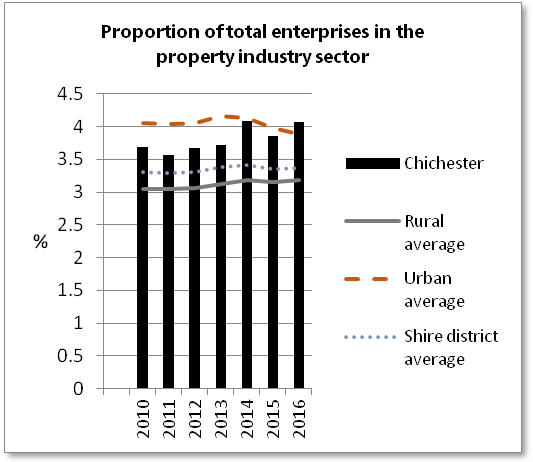 Proportion of total enterprises in the
property industry sector
4.5
4
3.5
3
2.5
2
1.5
1
0.5
0
%
2010
2011
2012
2013
2014
2015
2016
Chichester
Rural
average
Urban
average
Shire district
average